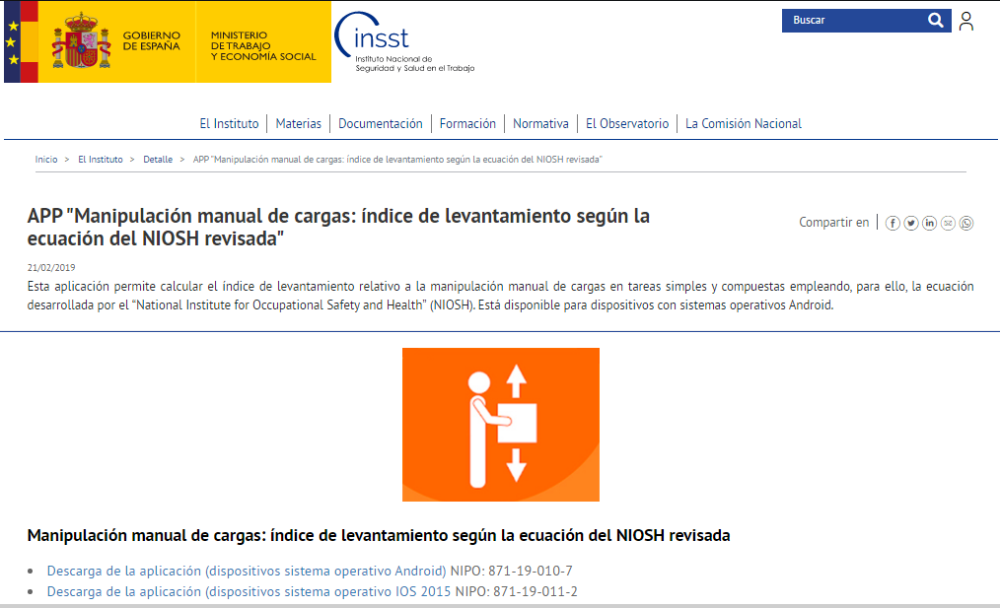 GOBIERNO
DE ESPAÑA
MINISTERIO
DE TRABAJO
Y ECONOMÍA SOCIAL
insst
Instituto Nacional de
Seguridad y Salud en el Trabajo
Buscar
El Instituto
Materias
Documentación
Formación
Normativa
El Observatorio
La Comisión Nacional
Inicio > El Instituto > Detalle > APP "Manipulación manual de cargas: índice de levantamiento según la ecuación del NIOSH revisada"
APP "Manipulación manual de cargas: índice de levantamiento según la
ecuación del NIOSH revisada"
Compartir en
21/02/2019
Esta aplicación permite calcular el índice de levantamiento relativo a la manipulación manual de cargas en tareas simples y compuestas empleando, para ello, la ecuación
desarrollada por el “National Institute for Occupational Safety and Health” (NIOSH). Está disponible para dispositivos con sistemas operativos Android.
Manipulación manual de cargas: índice de levantamiento según la ecuación del NIOSH revisada
Descarga de la aplicación (dispositivos sistema operativo Android) NIPO: 871-19-010-7
Descarga de la aplicación (dispositivos sistema operativo IOS 2015 NIPO: 871-19-011-2